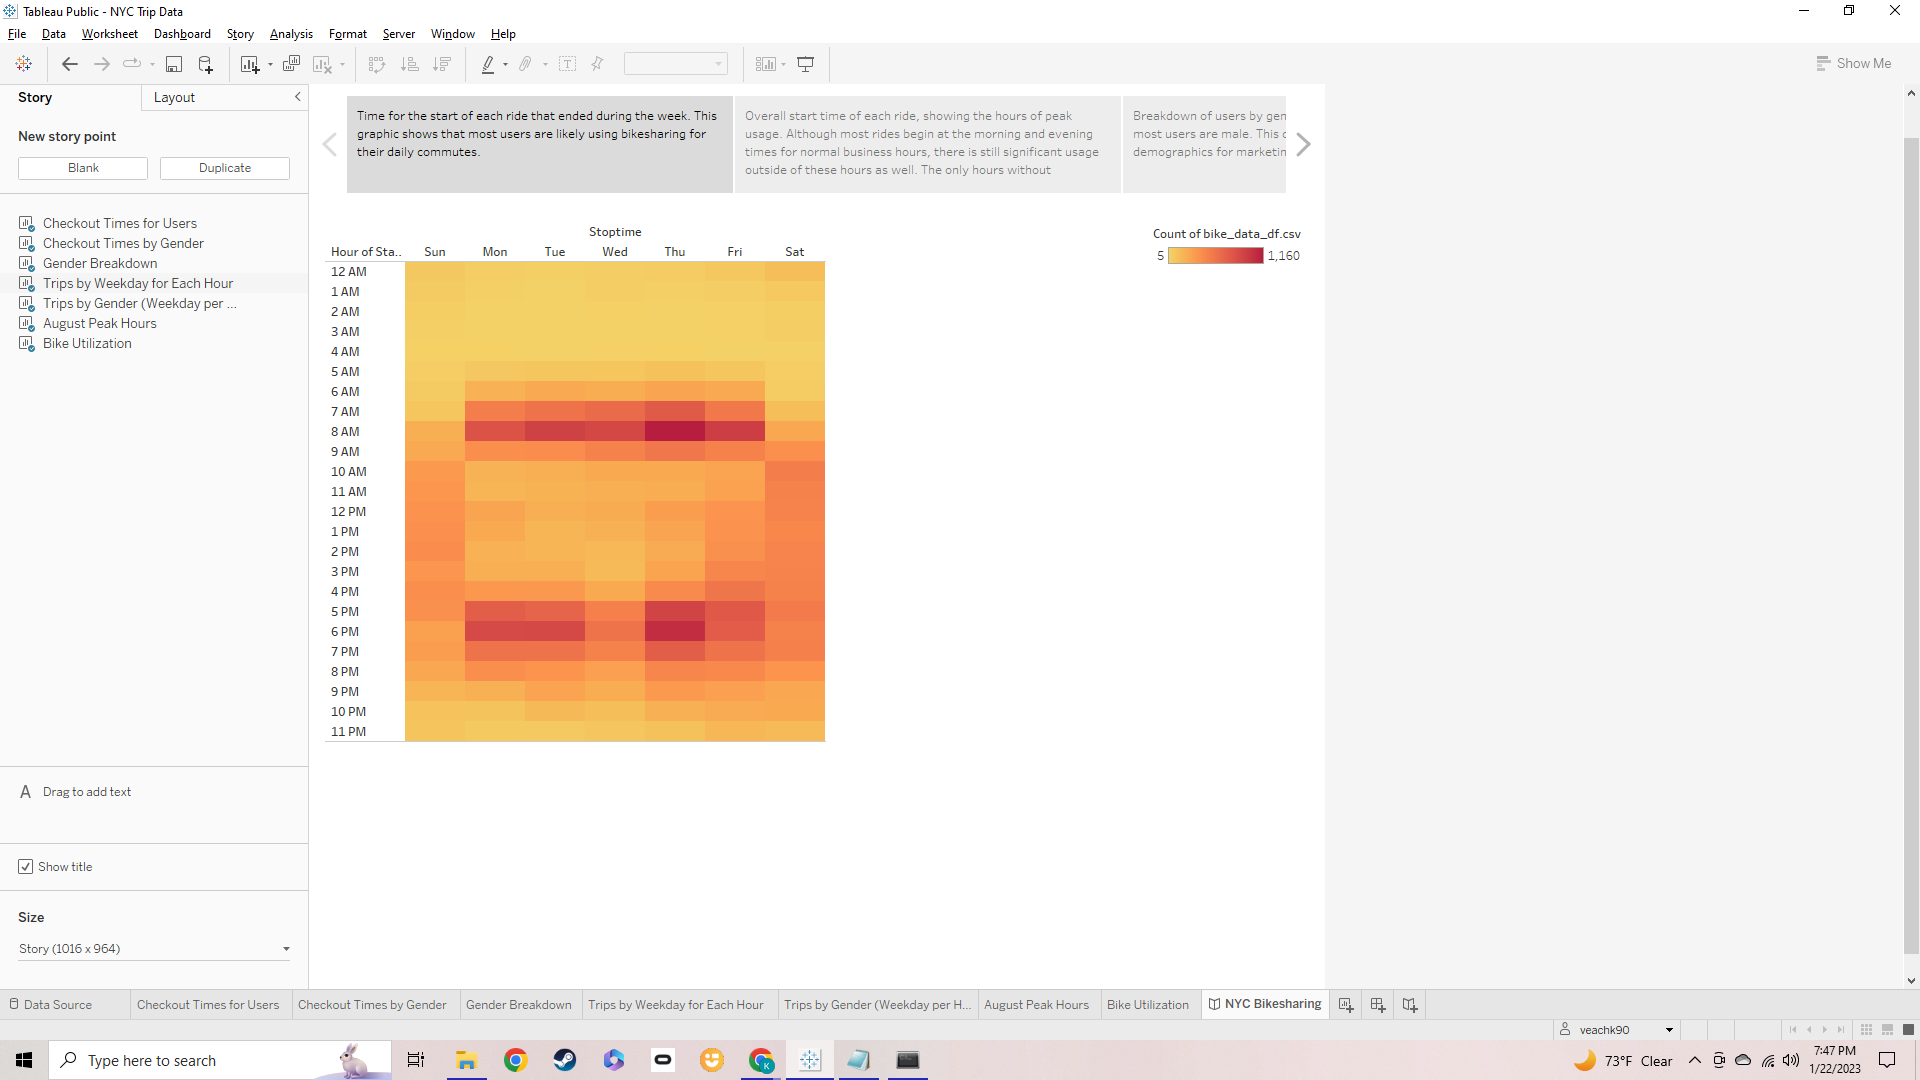 Tableau Public - NYC Trip Data
File Data Worksheet Dashboard Story Analysis Format Server Window Help
Show Me
Story
Layout
New story point
Blank
Duplicate
Checkout Times for Users
Checkout Times by Gender
Gender Breakdown
Trips by Weekday for Each Hour
Trips by Gender (Weekday per ...
August Peak Hours
Bike Utilization
A Drag to add text
Show title
Size
Story (1016 x 964)
Time for the start of each ride that ended during the week. This
graphic shows that most users are likely using bikesharing for
their daily commutes.
Overall start time of each ride, showing the hours of peak
usage. Although most rides begin at the morning and evening
times for normal business hours, there is still significant usage
outside of these hours as well. The only hours without
Breakdown of users by gen
most users are male. This
demographics for marketin
Stoptime
Hour of Sta.. Sun Mon Tue Wed Thu Fri Sat
12 AM
1 AM
2 AM
3 AM
4 AM
5 AM
6 AM
7 AM
8 AM
9 AM
10 AM
11 AM
12 PM
1 PM
2 PM
3 PM
4 PM
5 PM
6 PM
7 PM
8 PM
9 PM
10 PM
11 PM
Count of bike_data_df.csv
5 1,160
Data Source Checkout Times for Users Checkout Times by Gender Gender Breakdown Trips by Weekday for Each Hour Trips by Gender (Weekday per H... August Peak Hours Bike Utilization NYC Bikesharing
veachk90
Type here to search
K
73°F Clear
7:47 PM
1/22/2023